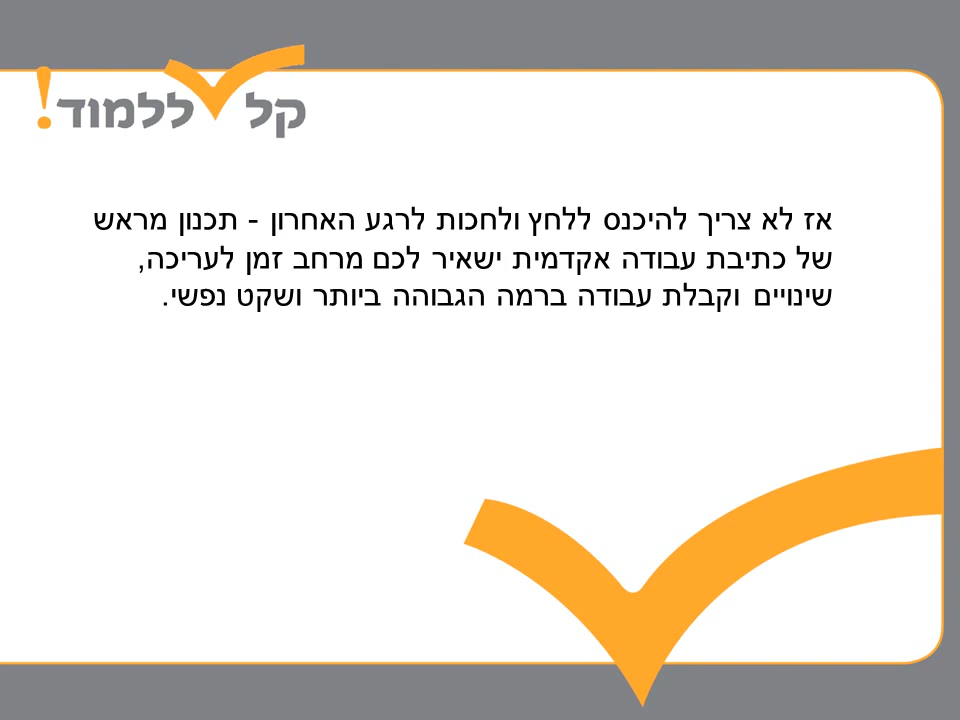 קל ללמוד!
אז לא צריך להיכנס ללחץ ולחכות לרגע האחרון - תכנון מראש
של כתיבת עבודה אקדמית ישאיר לכם מרחב זמן לעריכה,
שינויים וקבלת עבודה ברמה הגבוהה ביותר ושקט נפשי.